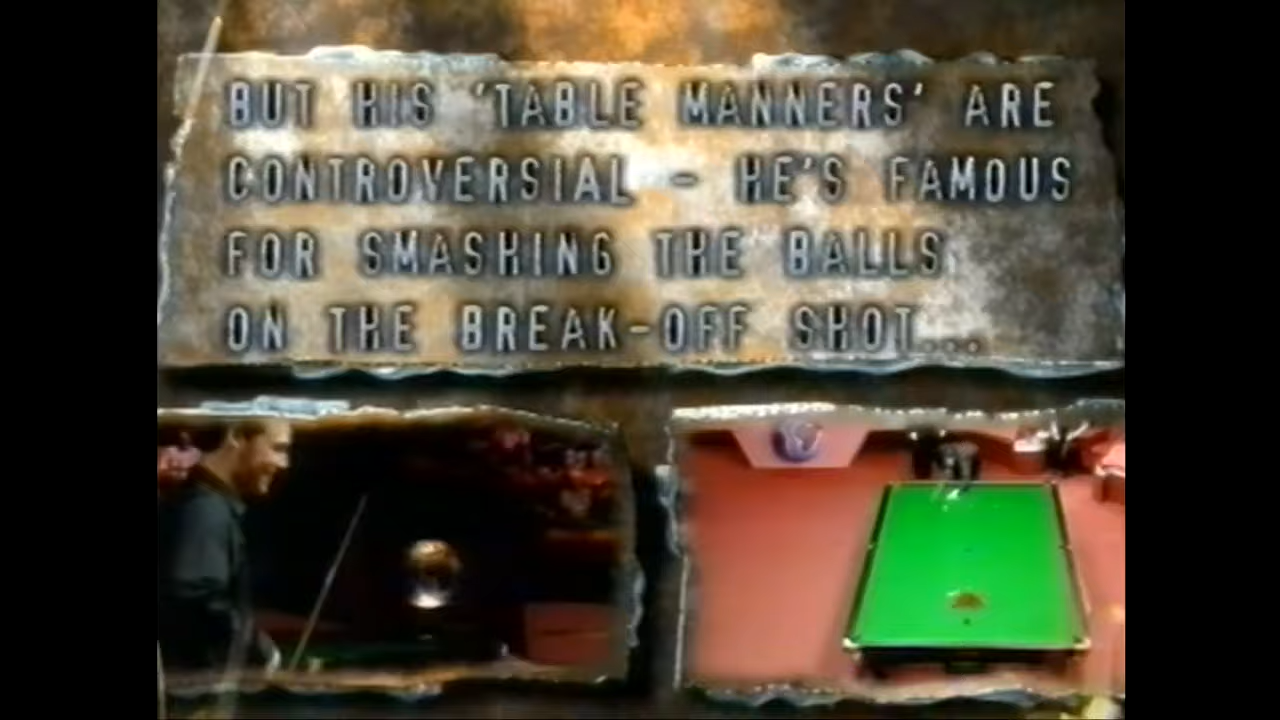 BUT HIS 'TABLE MANNERS' ARE
CONTROVERSIAL - HE'S FAMOUS
FOR SMASHING THE BALLS
ON THE BREAK-OFF SHOT...